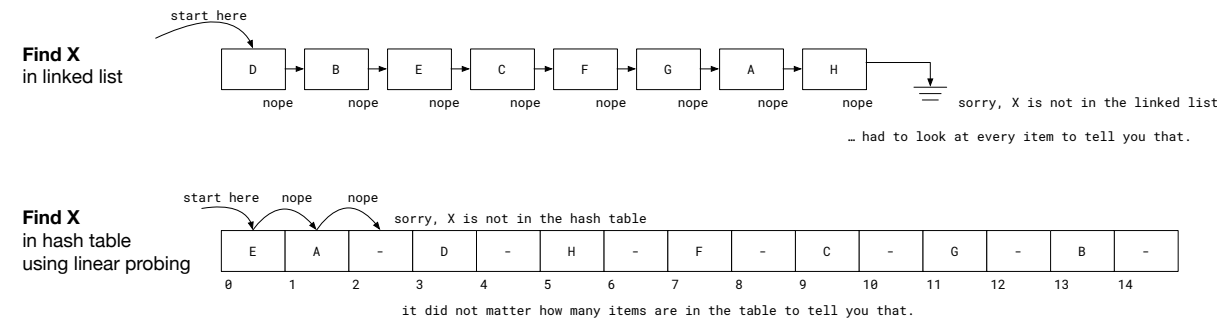 start here
Find X
in linked list
D B E C F G A H
nope nope nope nope nope nope nope nope
sorry, X is not in the linked list
… had to look at every item to tell you that.
start here nope nope
Find X
in hash table
using linear probing
sorry, X is not in the hash table
E A - D - H - F - C - G - B -
0 1 2 3 4 5 6 7 8 9 10 11 12 13 14
it did not matter how many items are in the table to tell you that.